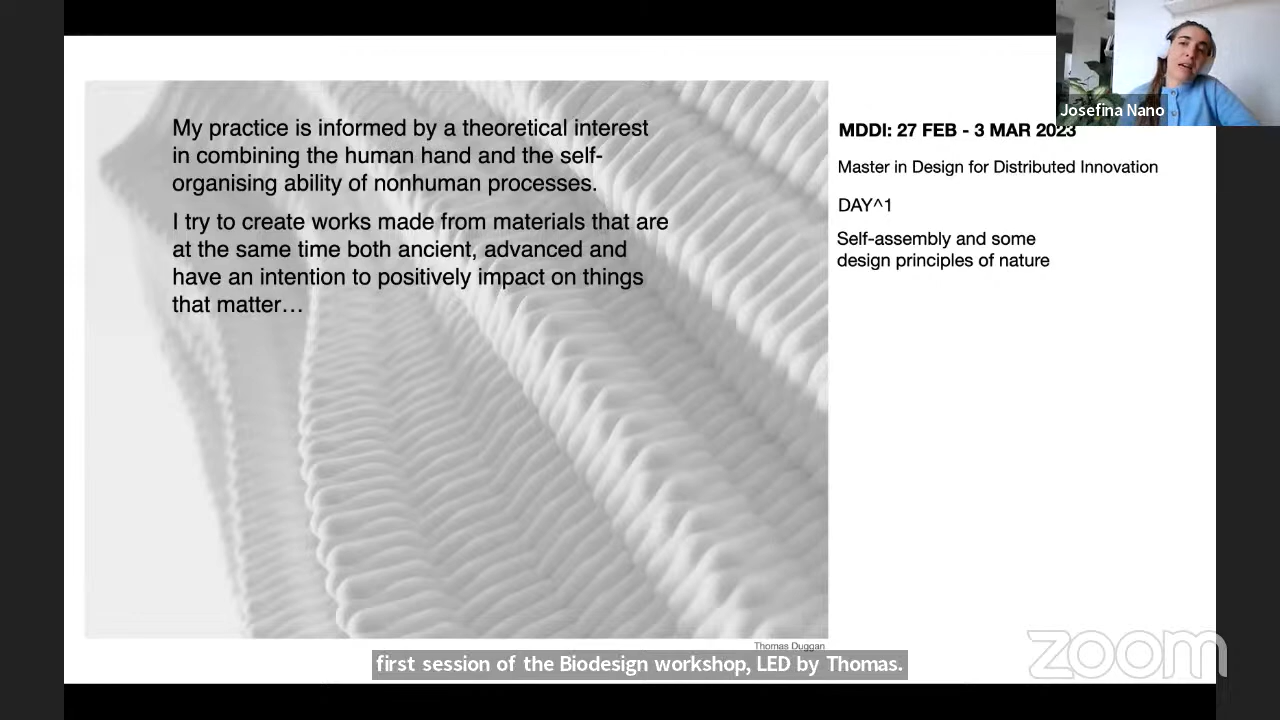 Josefina Nano
My practice is informed by a theoretical interest
in combining the human hand and the self-
organising ability of nonhuman processes.
I try to create works made from materials that are
at the same time both ancient, advanced and
have an intention to positively impact on things
that matter…
MDDI: 27 FEB - 3 MAR 2023
Master in Design for Distributed Innovation
DAY^1
Self-assembly and some
design principles of nature
Thomas Duggan
first session of the Biodesign workshop, LED by Thomas.
zoom